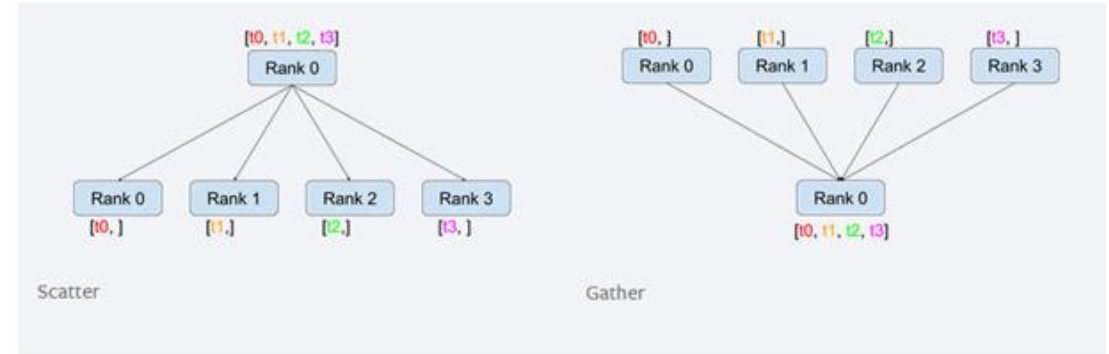 [t0, t1, t2, t3]
Rank 0
Rank 0 Rank 1 Rank 2 Rank 3
[t0, ] [t1,] [t2,] [t3, ]
Scatter
[t0, ] [t1,] [t2,] [t3, ]
Rank 0 Rank 1 Rank 2 Rank 3
Rank 0
[t0, t1, t2, t3]
Gather